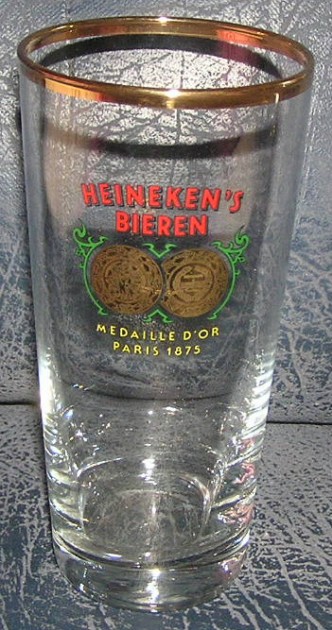 HEINEKEN'S
BIEREN
MEDAILLE D'OR
PARIS 1875